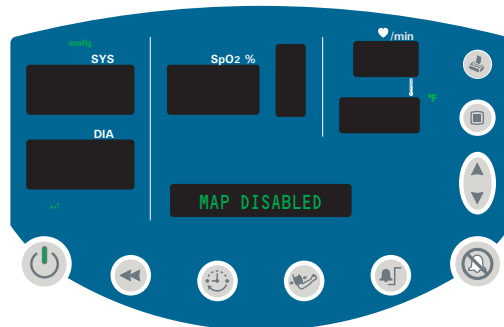 mmHg
SYS
SpO2 %
/min
°F
DIA
MAP DISABLED